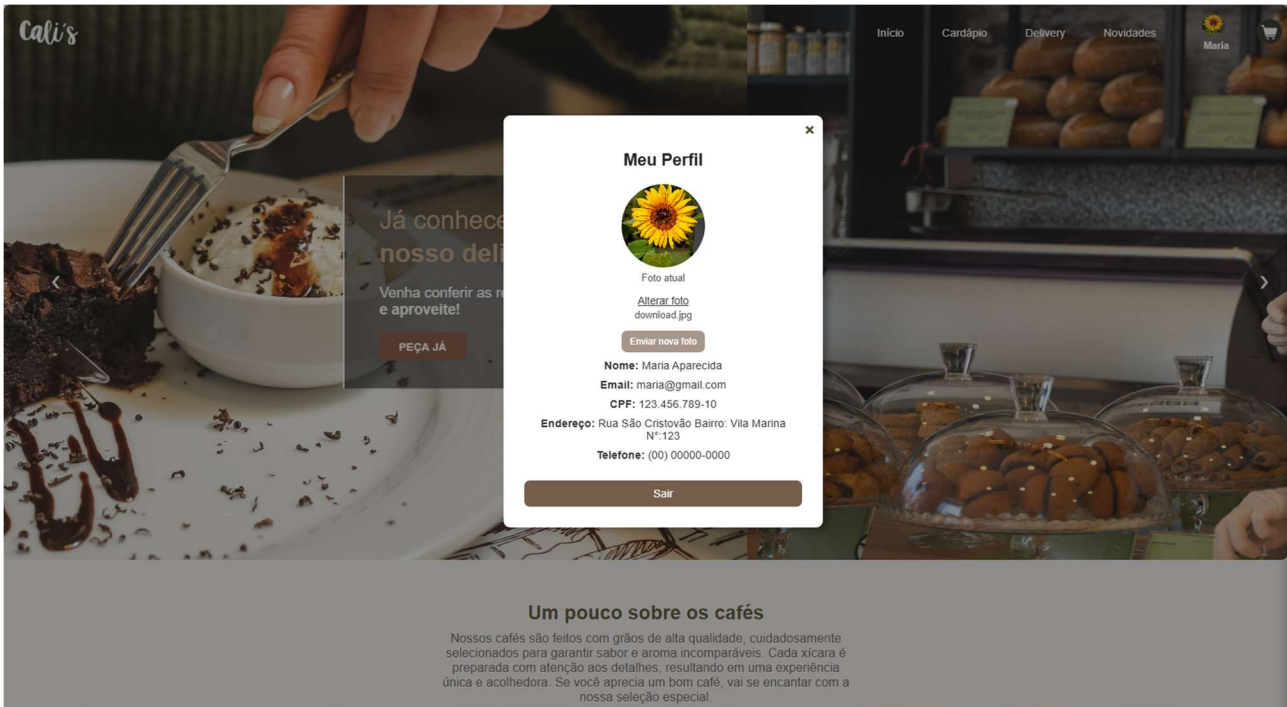 Cali's
Início Cardápio Delivery Novidades
Maria
×
Meu Perfil
Foto atual
Alterar foto
download.jpg
Enviar nova foto
Nome: Maria Aparecida
Email: maria@gmail.com
CPF: 123.456.789-10
Endereço: Rua São Cristovão Bairro: Vila Marina
N°:123
Telefone: (00) 00000-0000
Sair
Já conhece
nosso deli
Venha conferir as
e aproveite!
PEÇA JÁ
Um pouco sobre os cafés
Nossos cafés são feitos com grãos de alta qualidade, cuidadosamente
selecionados para garantir sabor e aroma incomparáveis. Cada xícara é
preparada com atenção aos detalhes, resultando em uma experiência
única e acolhedora. Se você aprecia um bom café, vai se encantar com a
nossa seleção especial.